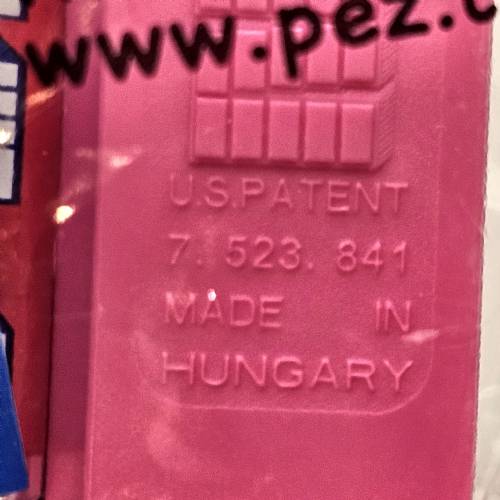 www.pez.c
U.S.PATENT
7. 523. 841
MADE IN
HUNGARY